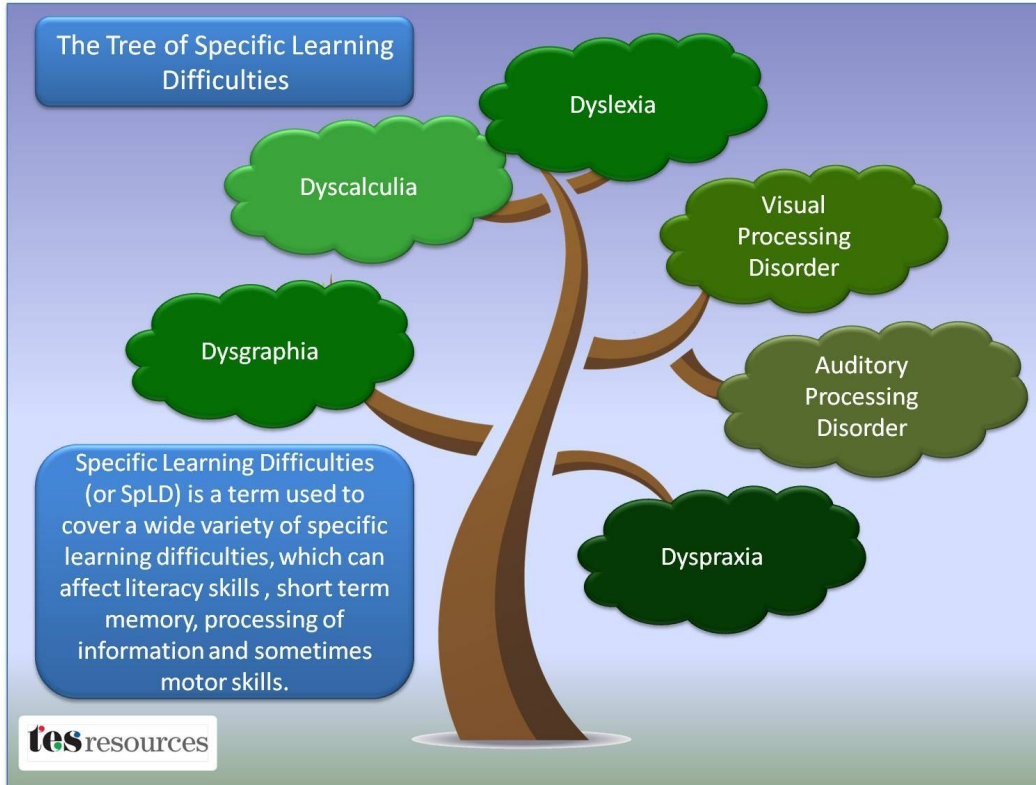 The Tree of Specific Learning
Difficulties
Dyslexia
Dyscalculia
Visual
Processing
Disorder
Dysgraphia
Auditory
Processing
Disorder
Specific Learning Difficulties
(or SpLD) is a term used to
cover a wide variety of specific
learning difficulties, which can
affect literacy skills , short term
memory, processing of
information and sometimes
motor skills.
Dyspraxia
tes resources